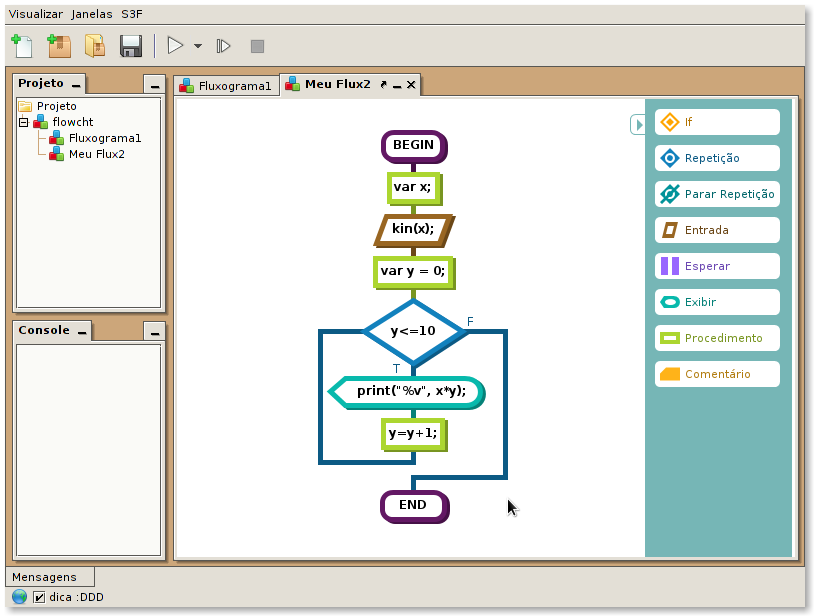 Visualizar Janelas S3F
Projeto
Projeto
flowcht
Fluxograma1
Meu Flux2
Console
Fluxograma1
Meu Flux2
BEGIN
var x;
kin(x);
var y = 0;
y<=10
F
T
print("%v", x*y);
y=y+1;
END
If
Repetição
Parar Repetição
Entrada
Esperar
Exibir
Procedimento
Comentário
Mensagens
dica :DDD